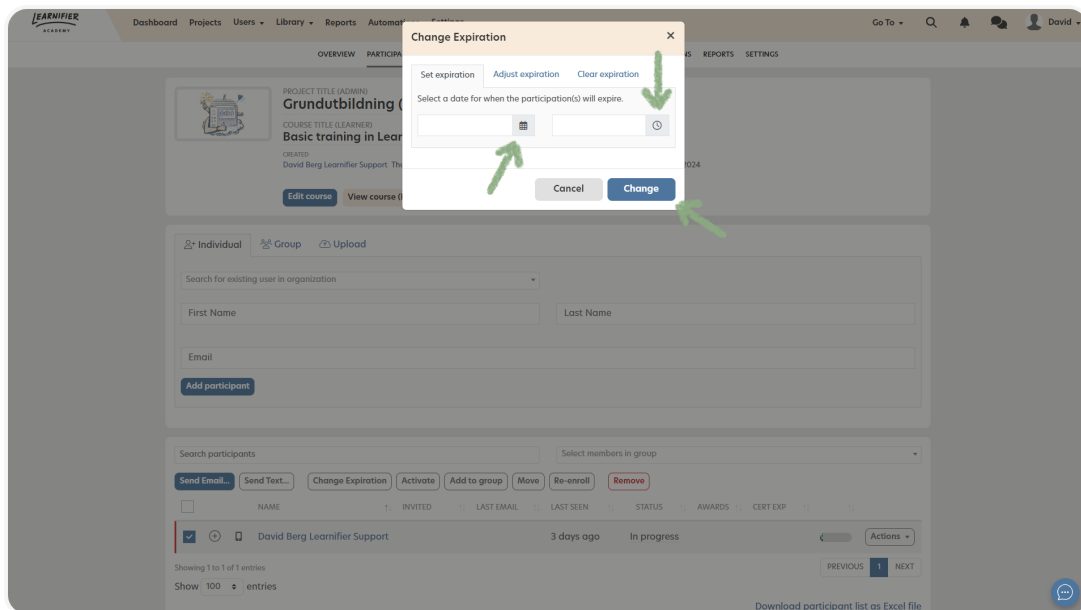 LEARNIFIER
ACADEMY
Dashboard Projects Users Library Reports Settings Go To David
OVERVIEW REPORTS SETTINGS
Change Expiration
Set expiration Adjust expiration Clear expiration
Select a date for when the participation(s) will expire.
Cancel Change
PROJECT TITLE (ADMIN)
Grundutbildning (
COURSE TITLE (LEARNER)
Basic training in Lear
CREATED
David Berg Learnifier Support 2024
Edit course View course (
Individual Group Upload
Search for existing user in organization
First Name Last Name
Email
Add participant
Search participants Select members in group
Send Email... Send Text... Change Expiration Activate Add to group Move Re-enroll Remove
NAME INVITED LAST EMAIL LAST SEEN STATUS AWARDS CERT EXP
David Berg Learnifier Support 3 days ago In progress Actions
Showing 1 to 1 of 1 entries PREVIOUS 1 NEXT
Show 100 entries
Download participant list as Excel file